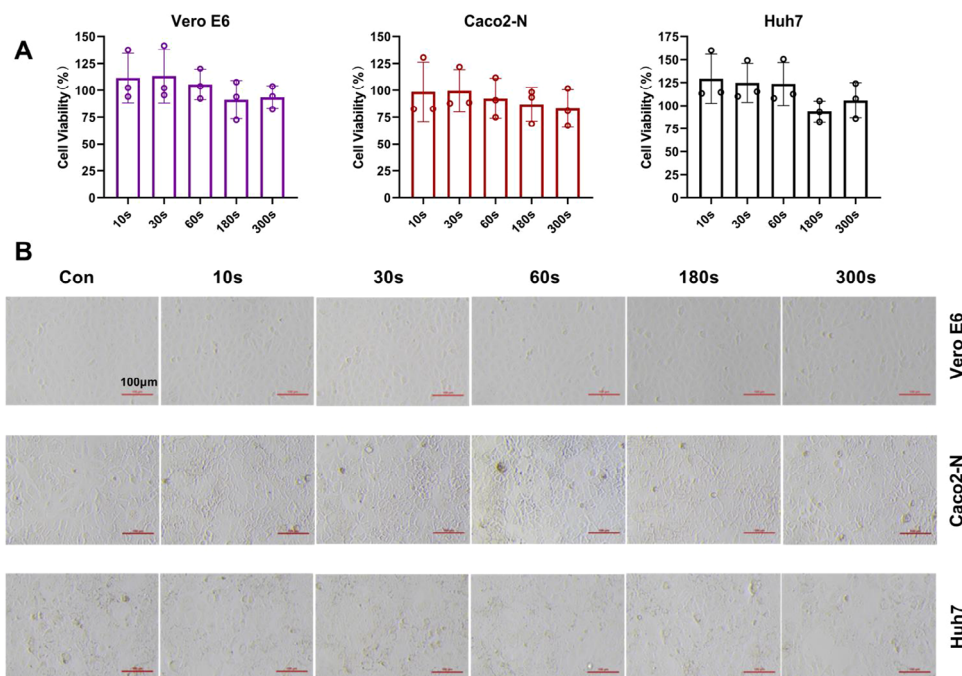 A
Vero E6
Cell Viability (%)
150
125
100
75
50
25
0
10s
30s
60s
180s
300s
Caco2-N
Cell Viability (%)
150
125
100
75
50
25
0
10s
30s
60s
180s
300s
Huh7
Cell Viability (%)
175
150
125
100
75
50
25
0
10s
30s
60s
180s
300s
B
Con 10s 30s 60s 180s 300s
Vero E6
100μm
Caco2-N
Huh7